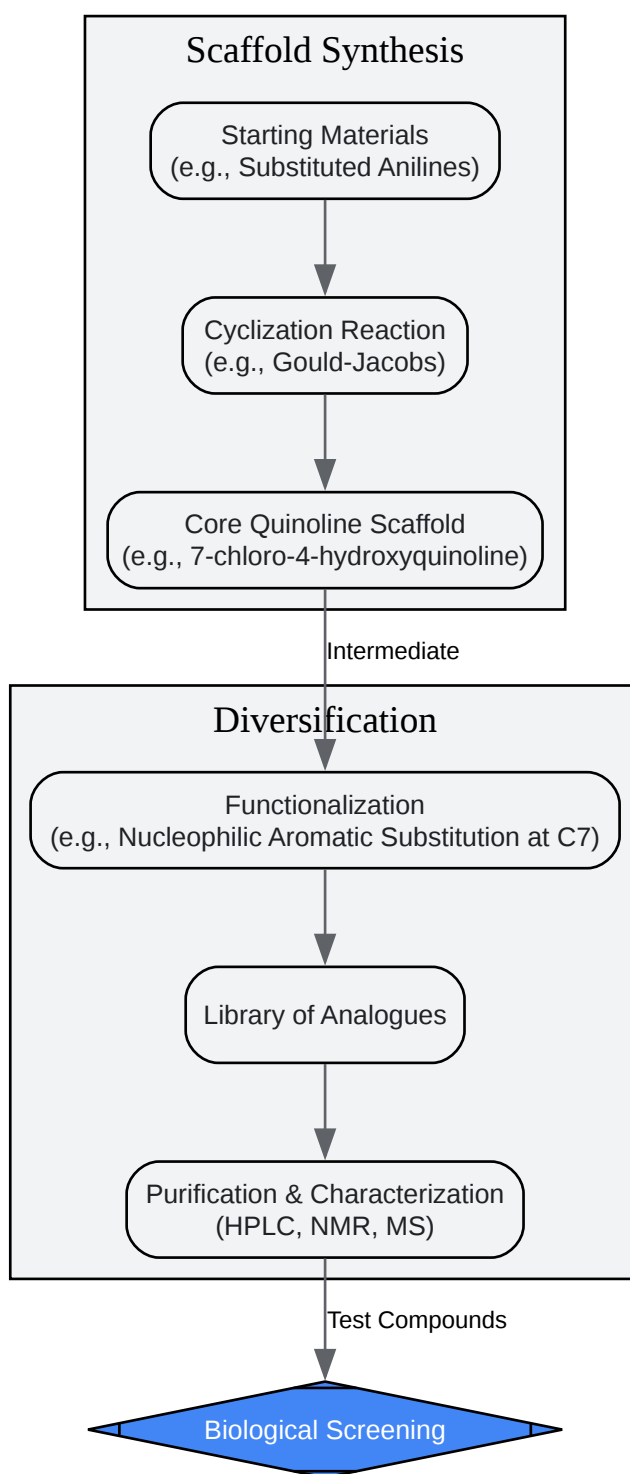 Scaffold Synthesis
Starting Materials
(e.g., Substituted Anilines)
Cyclization Reaction
(e.g., Gould-Jacobs)
Core Quinoline Scaffold
(e.g., 7-chloro-4-hydroxyquinoline)
Intermediate
Diversification
Functionalization
(e.g., Nucleophilic Aromatic Substitution at C7)
Library of Analogues
Purification & Characterization
(HPLC, NMR, MS)
Test Compounds
Biological Screening